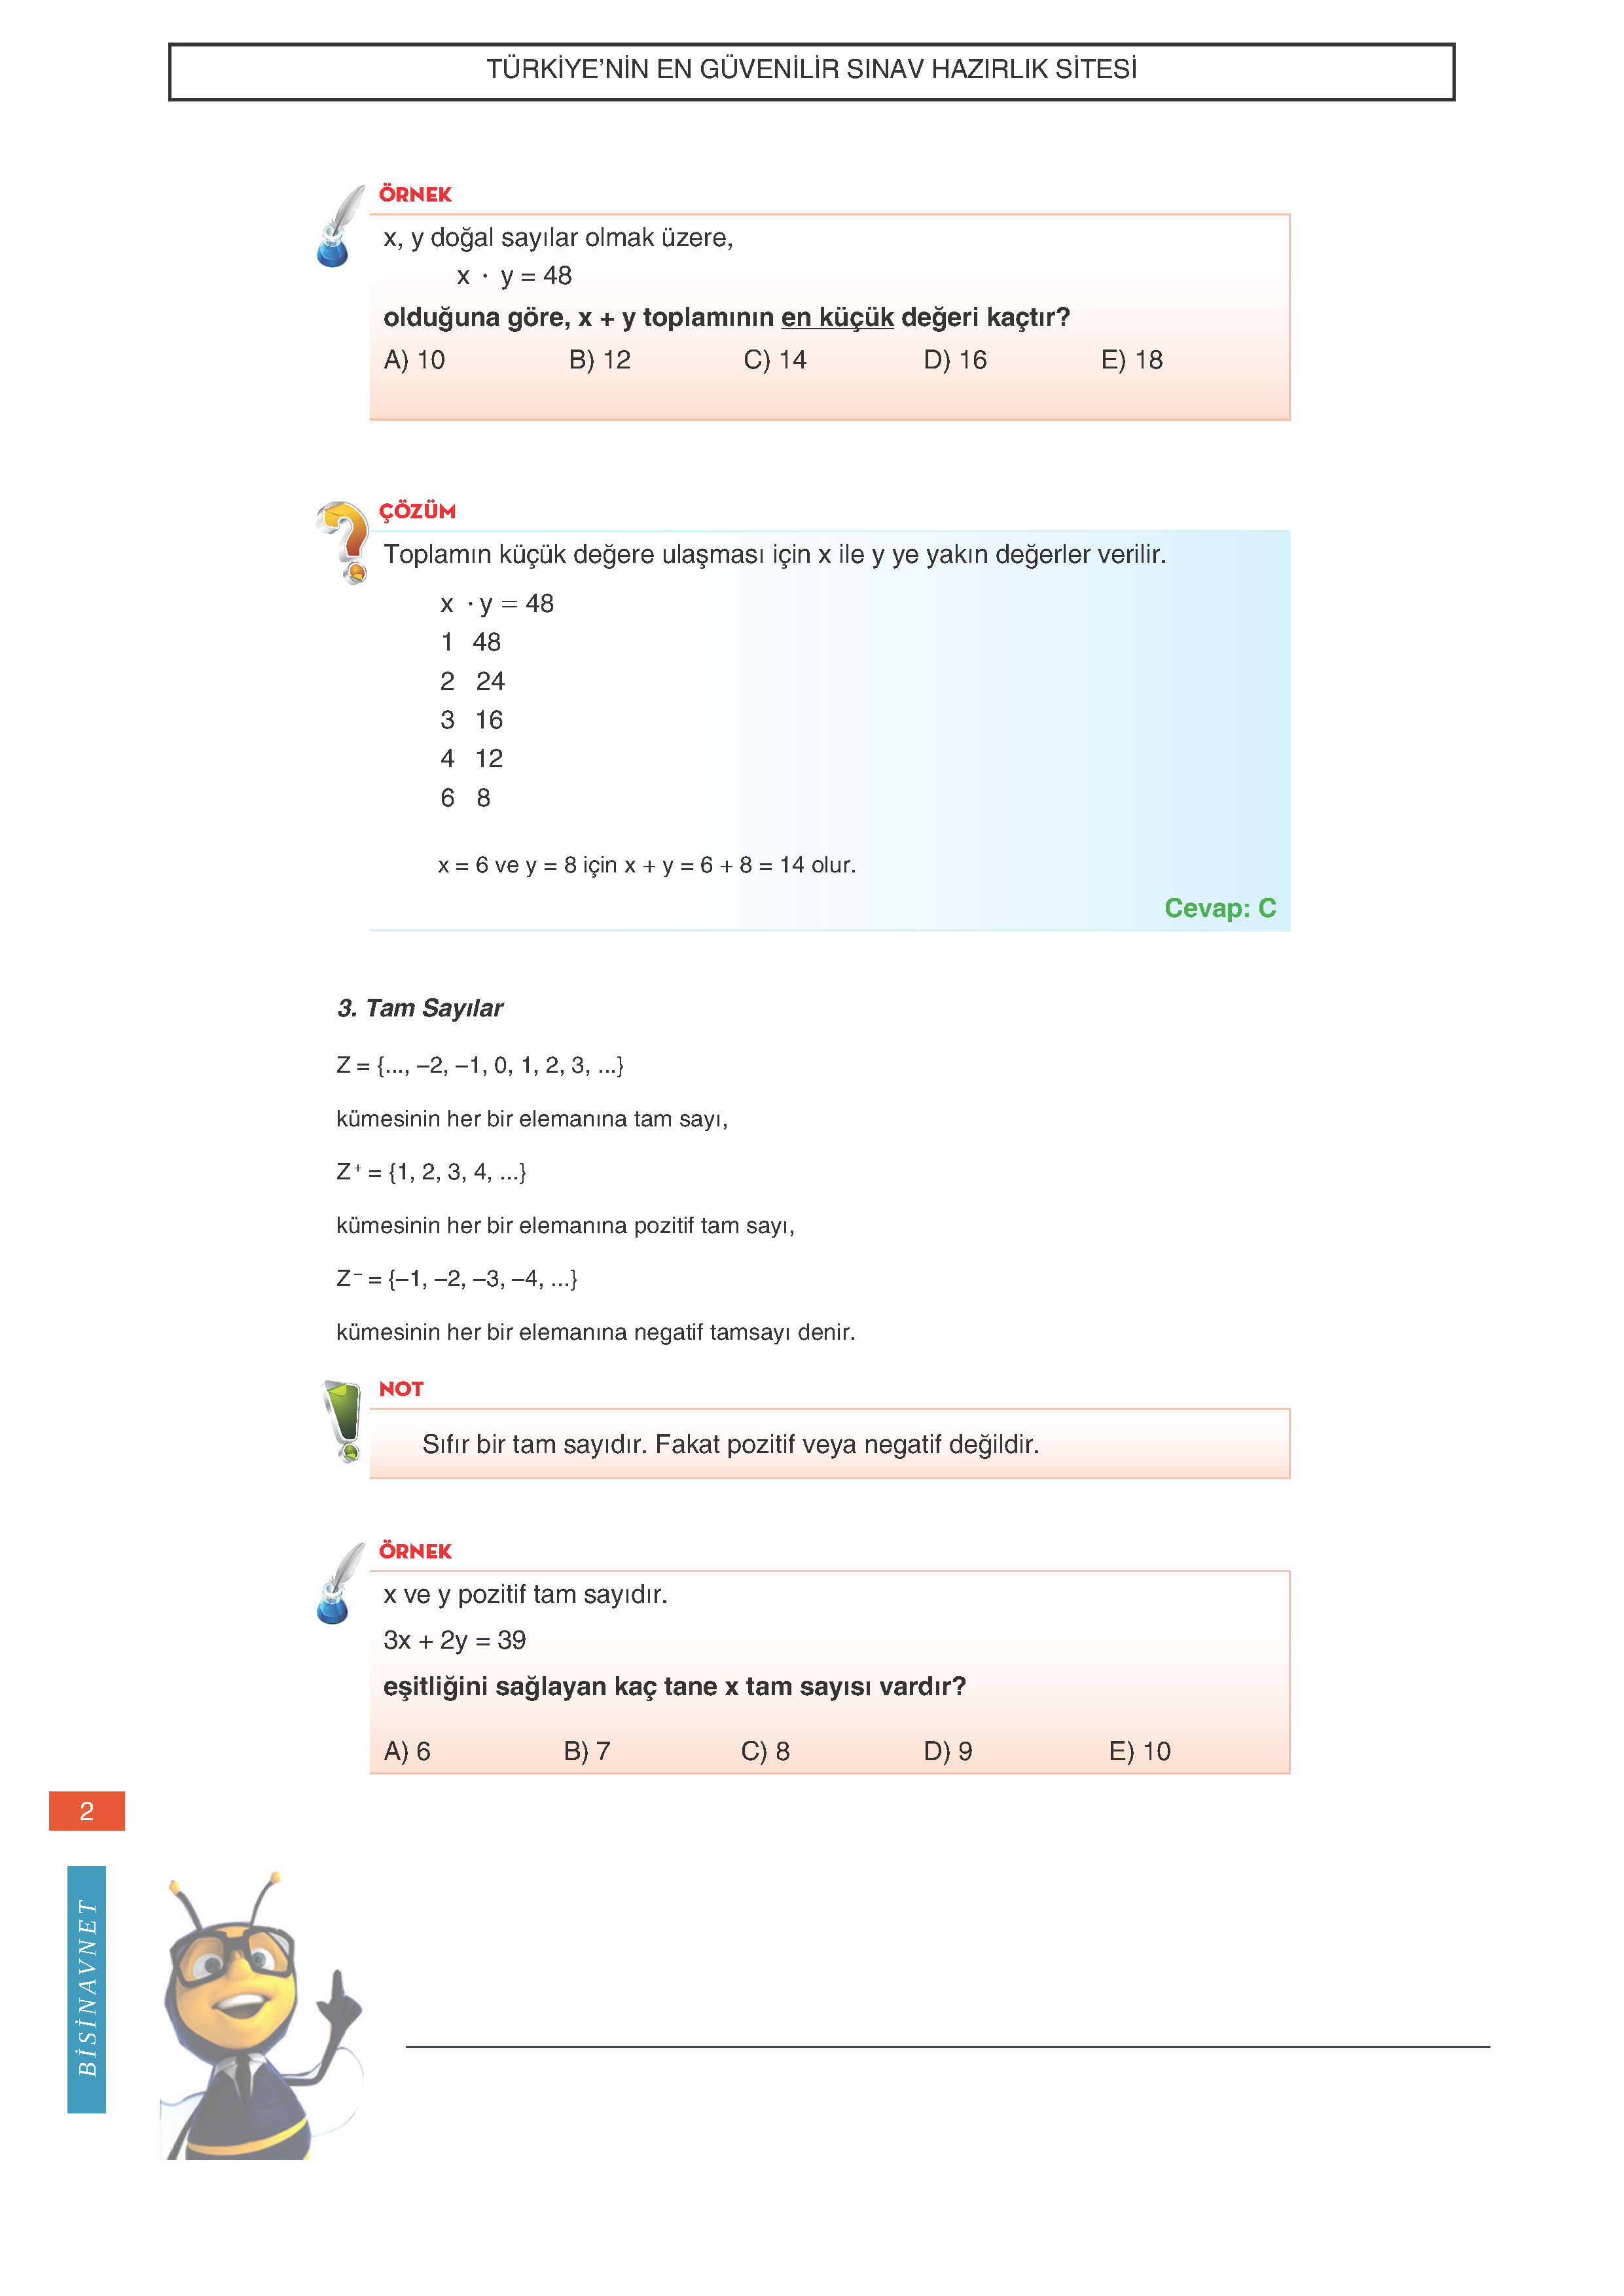 TÜRKİYE’NİN EN GÜVENİLİR SINAV HAZIRLIK SİTESİ
ÖRNEK
x, y doğal sayılar olmak üzere,
x · y = 48
olduğuna göre, x + y toplamının en küçük değeri kaçtır?
A) 10 B) 12 C) 14 D) 16 E) 18
ÇÖZÜM
Toplamın küçük değere ulaşması için x ile y ye yakın değerler verilir.
x · y = 48
1 48
2 24
3 16
4 12
6 8
x = 6 ve y = 8 için x + y = 6 + 8 = 14 olur.
Cevap: C
3. Tam Sayılar
Z = {..., –2, –1, 0, 1, 2, 3, ...}
kümesinin her bir elemanına tam sayı,
Z⁺ = {1, 2, 3, 4, ...}
kümesinin her bir elemanına pozitif tam sayı,
Z⁻ = {–1, –2, –3, –4, ...}
kümesinin her bir elemanına negatif tamsayı denir.
NOT
Sıfır bir tam sayıdır. Fakat pozitif veya negatif değildir.
ÖRNEK
x ve y pozitif tam sayıdır.
3x + 2y = 39
eşitliğini sağlayan kaç tane x tam sayısı vardır?
A) 6 B) 7 C) 8 D) 9 E) 10
2
BİSİNAVNET